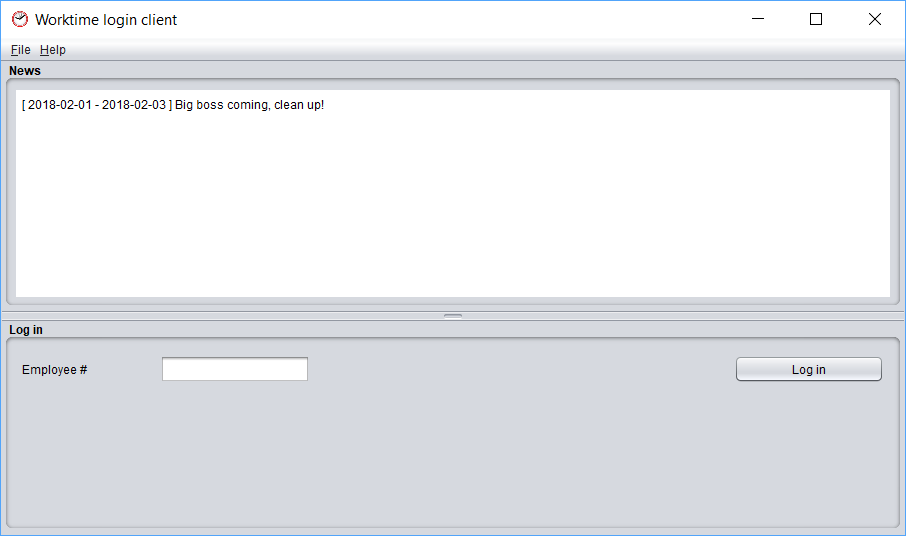 Worktime login client
File Help
News
[ 2018-02-01 - 2018-02-03 ] Big boss coming, clean up!
Log in
Employee # Log in